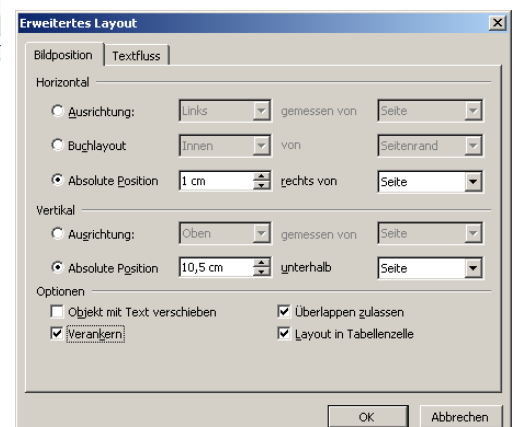 Erweitertes Layout
Bildposition Textfluss
Horizontal
Ausrichtung: Links gemessen von Seite
Buchlayout Innen von Seitenrand
Absolute Position 1 cm rechts von Seite
Vertikal
Ausrichtung: Oben gemessen von Seite
Absolute Position 10,5 cm unterhalb Seite
Optionen
Objekt mit Text verschieben Überlappen zulassen
Verankern Layout in Tabellenzelle
OK Abbrechen